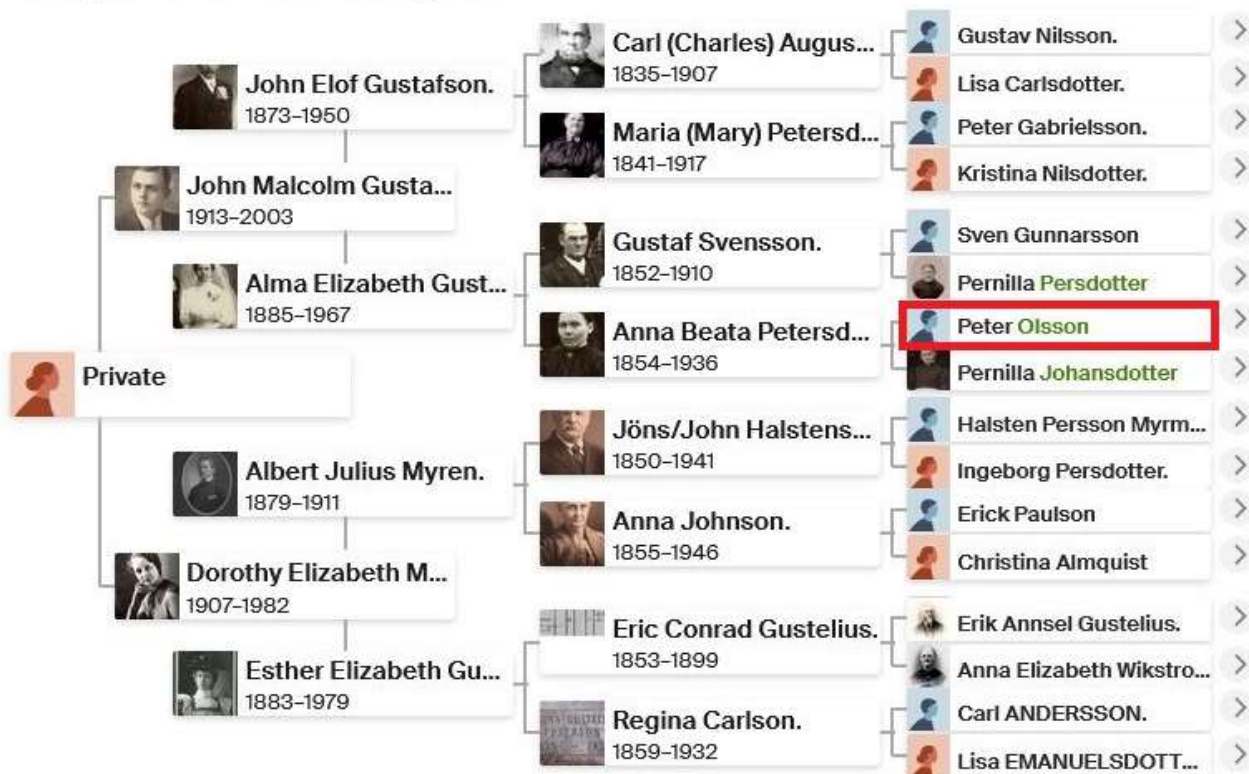 John Elof Gustafson.
1873–1950
John Malcolm Gusta...
1913–2003
Alma Elizabeth Gust...
1885–1967
Private
Albert Julius Myren.
1879–1911
Dorothy Elizabeth M...
1907–1982
Esther Elizabeth Gu...
1883–1979
Carl (Charles) Augus...
1835–1907
Maria (Mary) Petersd...
1841–1917
Gustaf Svensson.
1852–1910
Anna Beata Petersd...
1854–1936
Jöns/John Halstens...
1850–1941
Anna Johnson.
1855–1946
Eric Conrad Gustelius.
1853–1899
Regina Carlson.
1859–1932
Gustav Nilsson.
Lisa Carlsdotter.
Peter Gabrielsson.
Kristina Nilsdotter.
Sven Gunnarsson
Pernilla Persdotter
Peter Olsson
Pernilla Johansdotter
Halsten Persson Myrm...
Ingeborg Persdotter.
Erick Paulson
Christina Almquist
Erik Annsel Gustelius.
Anna Elizabeth Wikstro...
Carl ANDERSSON.
Lisa EMANUELSDOTT...